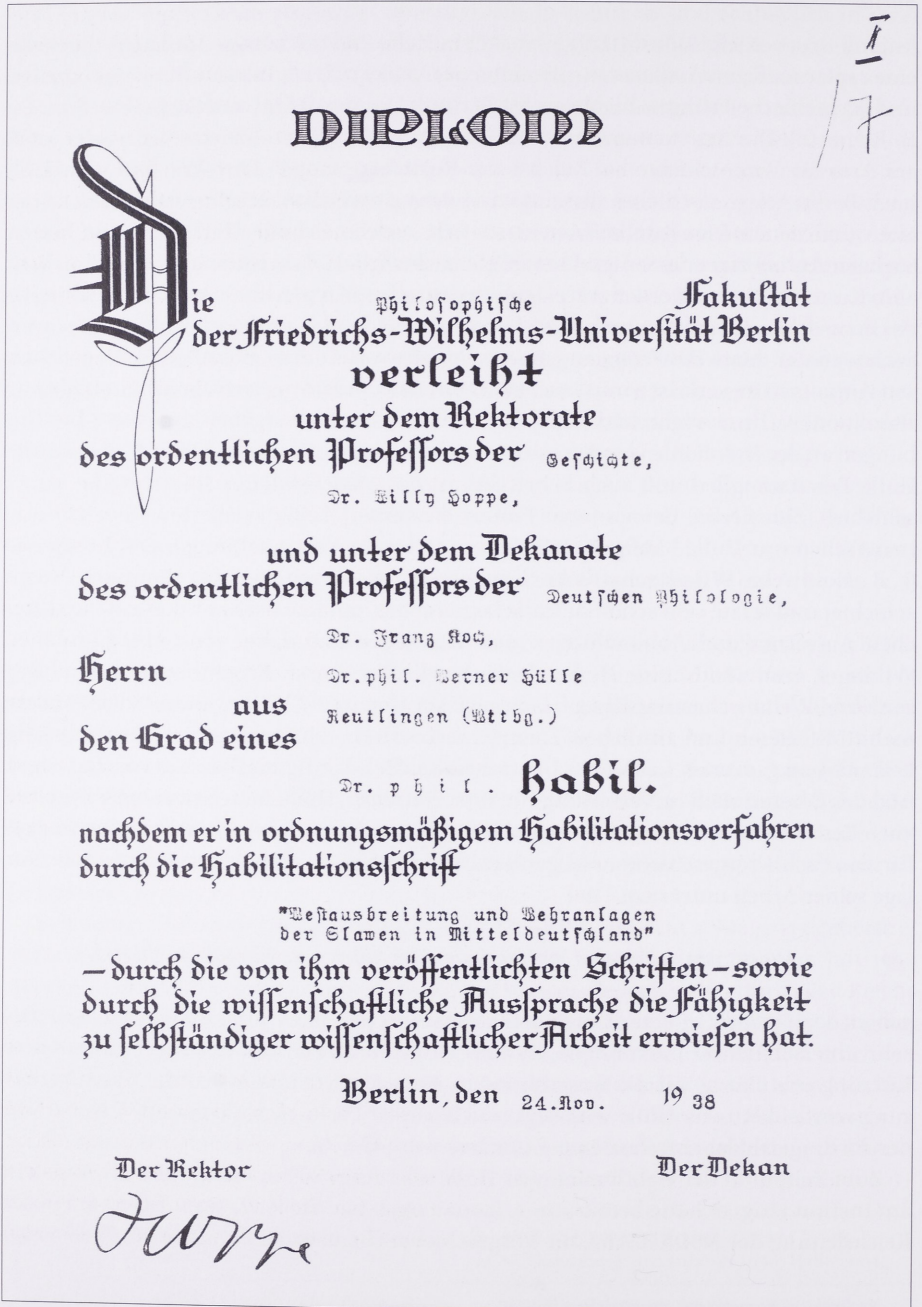 I
17
DIPLOM
Die Philosophische Fakultät
der Friedrichs-Wilhelms-Universität Berlin
verleiht
unter dem Rektorate
des ordentlichen Professors der Geschichte,
Dr. Willy Hoppe,
und unter dem Dekanate
des ordentlichen Professors der Deutschen Philologie,
Dr. Franz Koch,
Herrn Dr.phil. Werner Hülle
aus Reutlingen (Wttbg.)
den Grad eines
Dr. phil. habil.
nachdem er in ordnungsmäßigem Habilitationsverfahren
durch die Habilitationsschrift
"Westausbreitung und Wehranlagen
der Slawen in Mitteldeutschland"
— durch die von ihm veröffentlichten Schriften – sowie
durch die wissenschaftliche Aussprache die Fähigkeit
zu selbständiger wissenschaftlicher Arbeit erwiesen hat.
Berlin, den 24.Nov. 19 38
Der Rektor Der Dekan
Hoppe